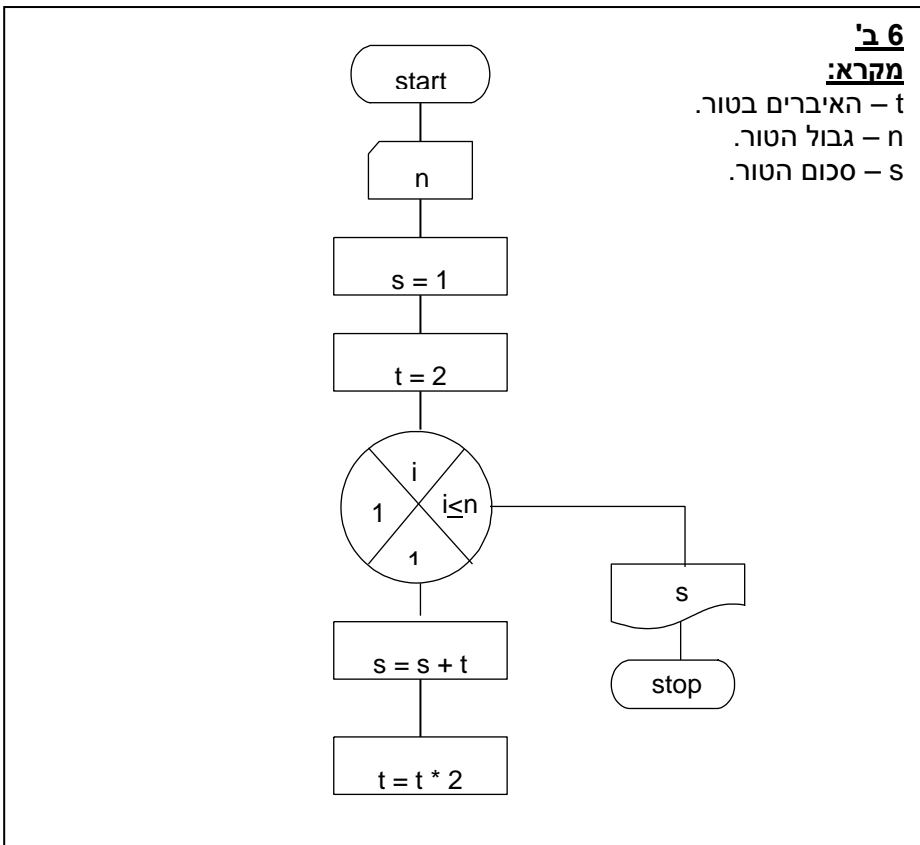 6 ב'
מקרא:
t – האיברים בטור.
n – גבול הטור.
s – סכום הטור.
start
n
s = 1
t = 2
i
1
i≤n
1
s
s = s + t
stop
t = t * 2